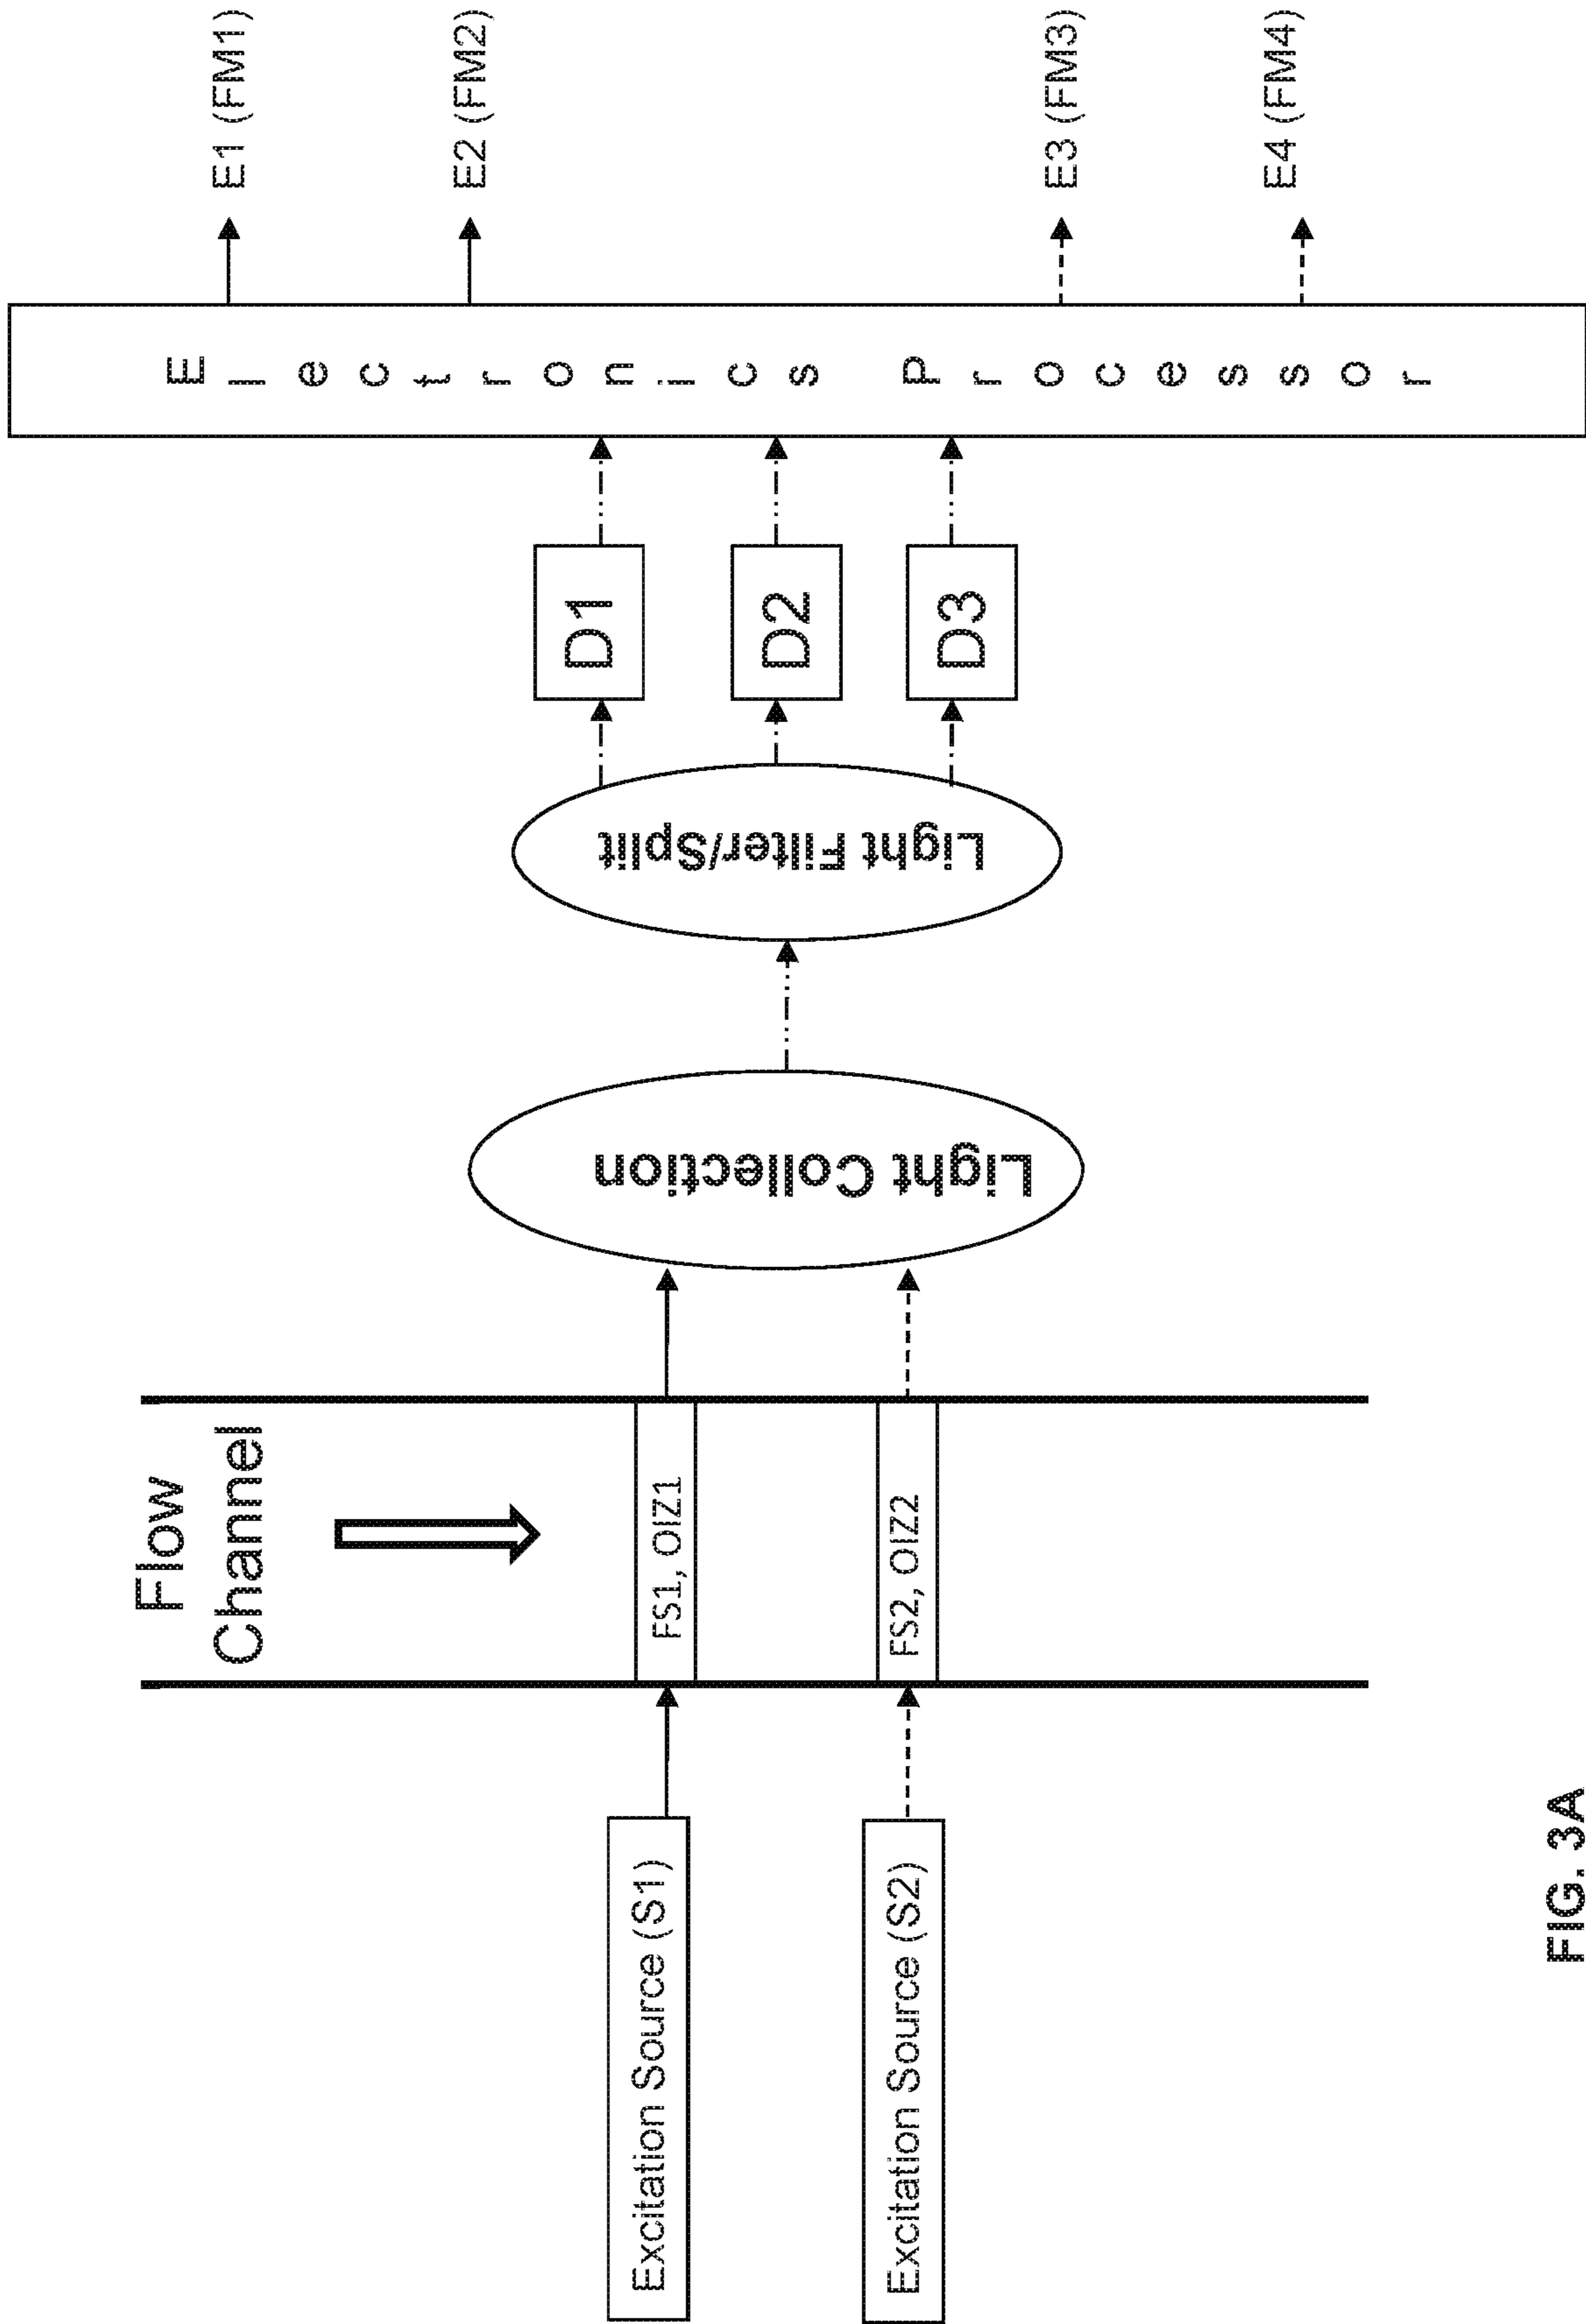 Flow
Channel
Excitation Source (S1)
Excitation Source (S2)
FS1, OIZ1
FS2, OIZ2
Light Collection
Light Filter/Split
D1
D2
D3
Electronics Processor
E1 (FM1)
E2 (FM2)
E3 (FM3)
E4 (FM4)
FIG. 3A